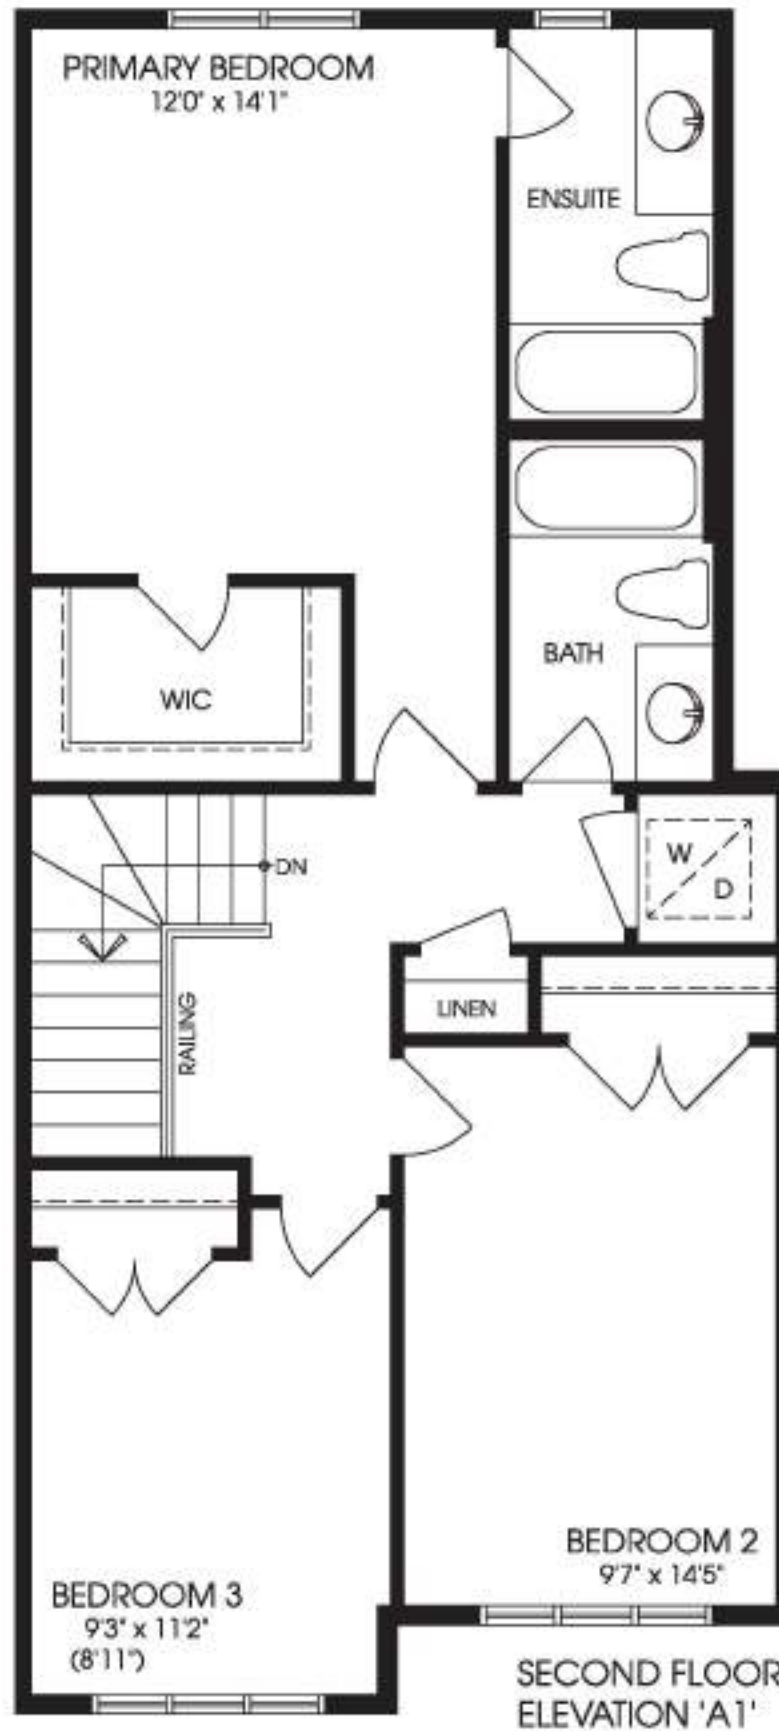 PRIMARY BEDROOM
12'0" x 14'1"
ENSUITE
BATH
WIC
DN
W
D
LINEN
RAILING
BEDROOM 2
9'7" x 14'5"
BEDROOM 3
9'3" x 11'2"
(8'11")
SECOND FLOOR
ELEVATION 'A1'